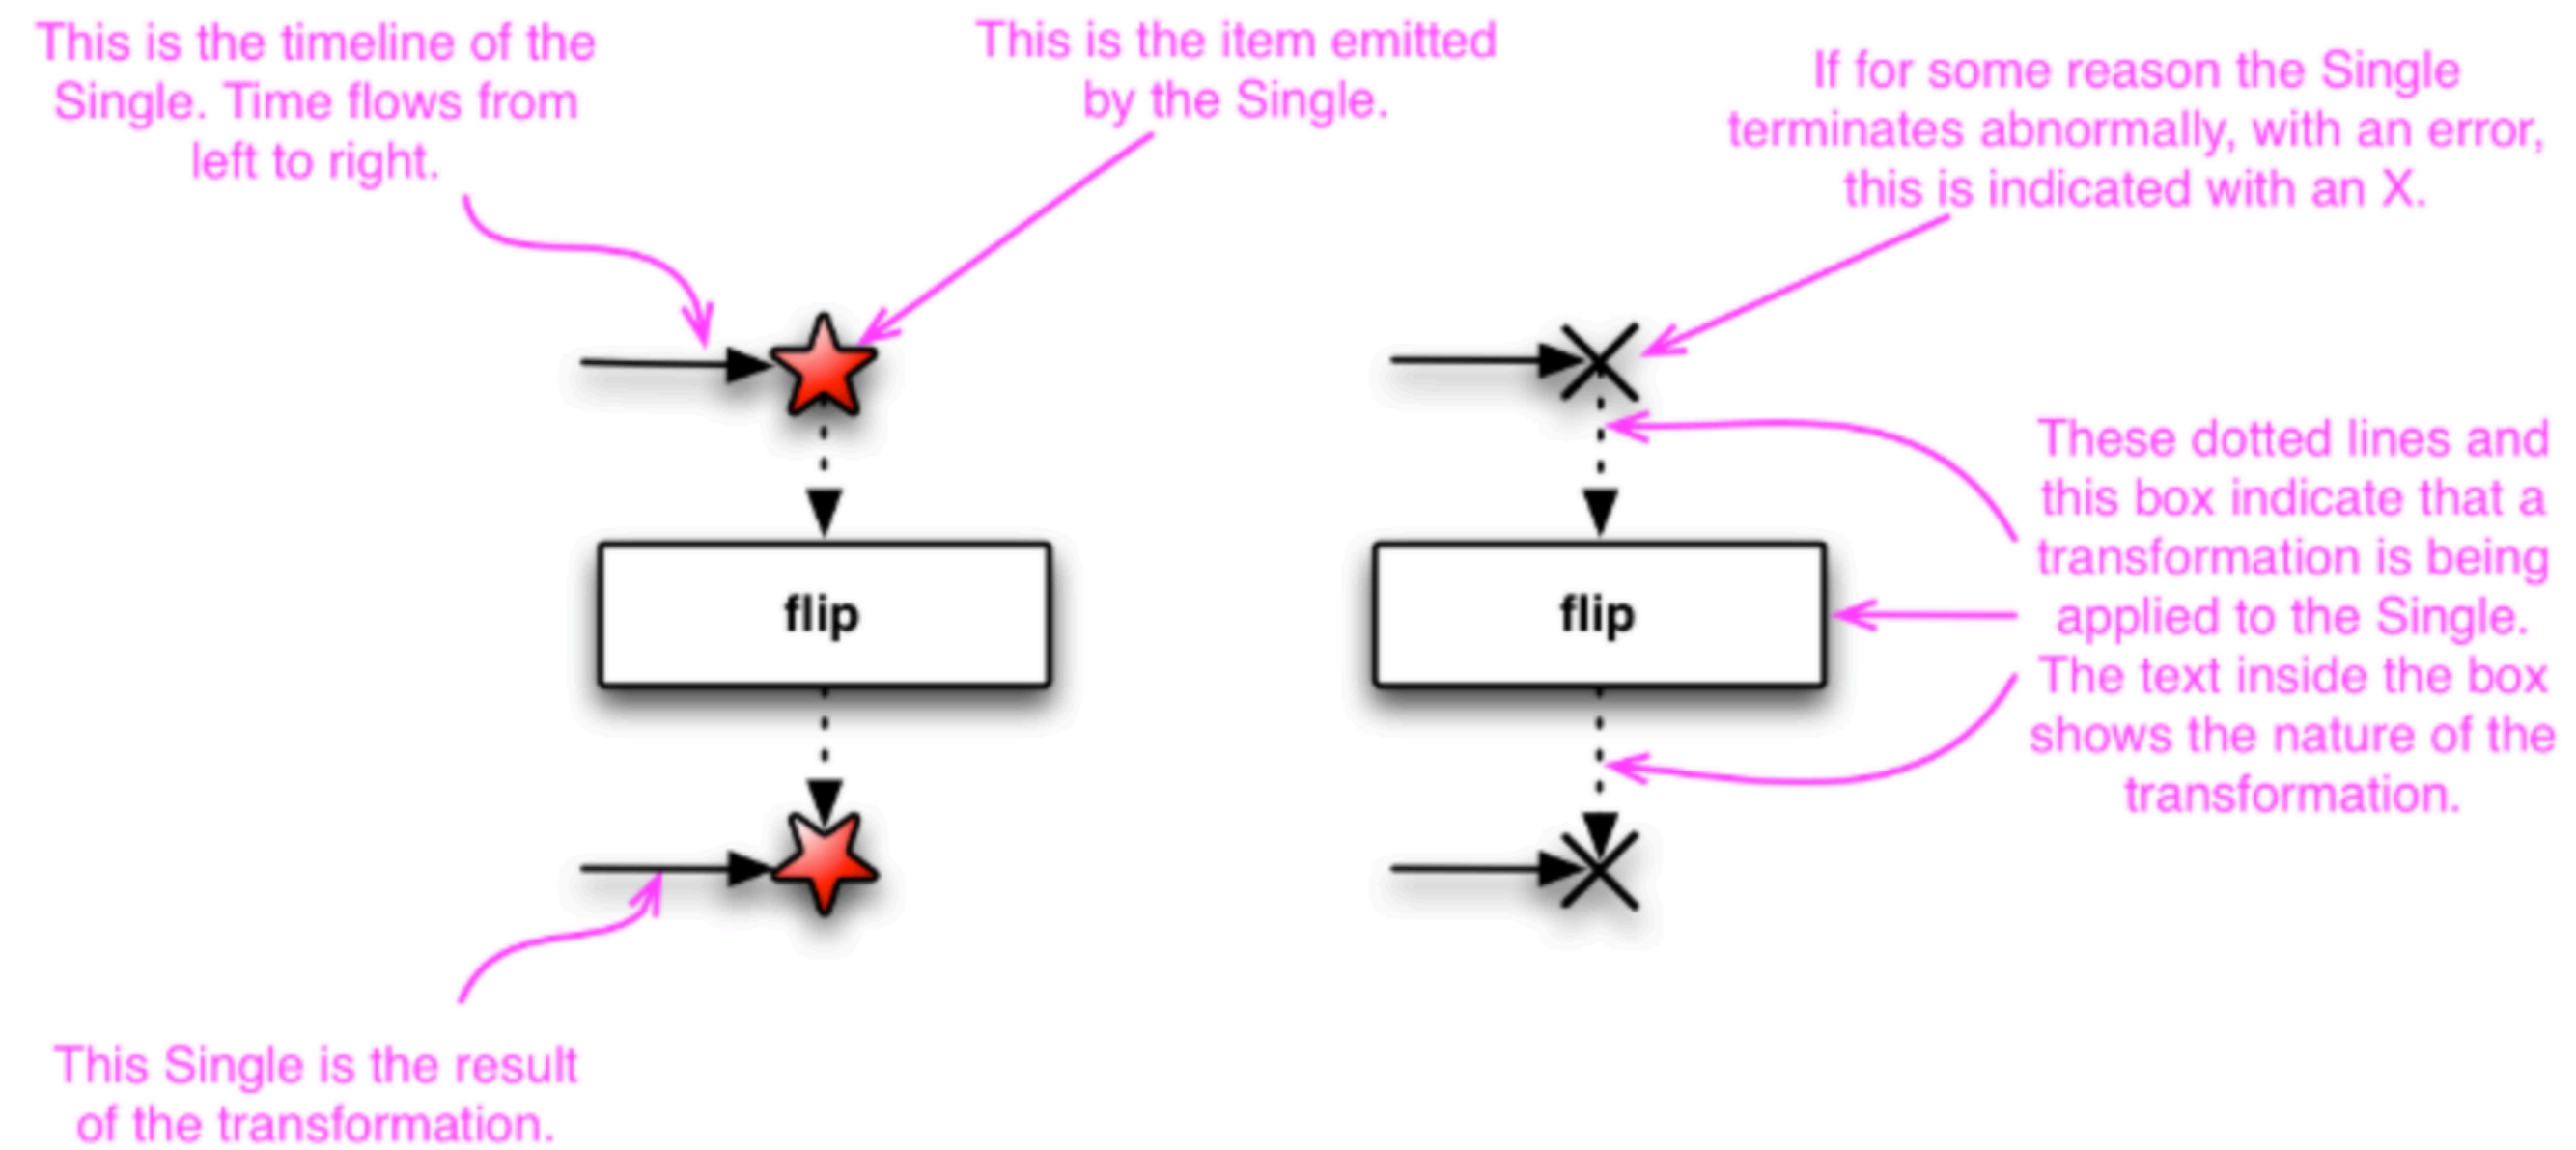 This is the timeline of the
Single. Time flows from
left to right.
This is the item emitted
by the Single.
If for some reason the Single
terminates abnormally, with an error,
this is indicated with an X.
flip
flip
These dotted lines and
this box indicate that a
transformation is being
applied to the Single.
The text inside the box
shows the nature of the
transformation.
This Single is the result
of the transformation.